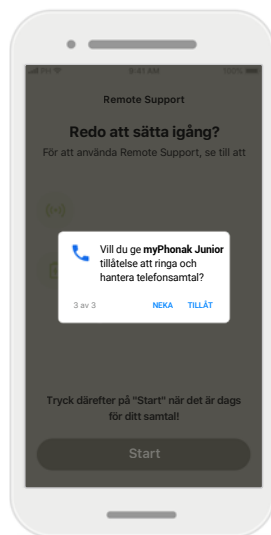 9:41 AM
100%
Remote Support
Redo att sätta igång?
För att använda Remote Support, se till att
Vill du ge myPhonak Junior
tillåtelse att ringa och
hantera telefonsamtal?
3 av 3
NEKA
TILLÅT
Tryck därefter på "Start" när det är dags
för ditt samtal!
Start